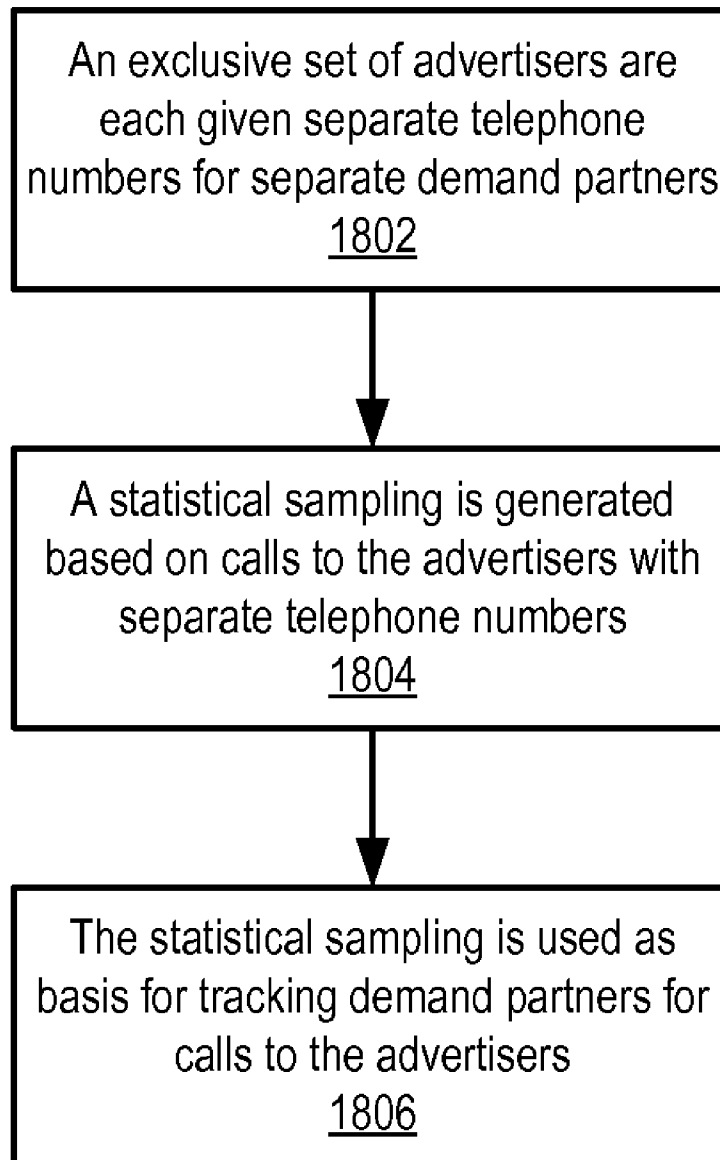 An exclusive set of advertisers are
each given separate telephone
numbers for separate demand partners
1802
A statistical sampling is generated
based on calls to the advertisers with
separate telephone numbers
1804
The statistical sampling is used as
basis for tracking demand partners for
calls to the advertisers
1806